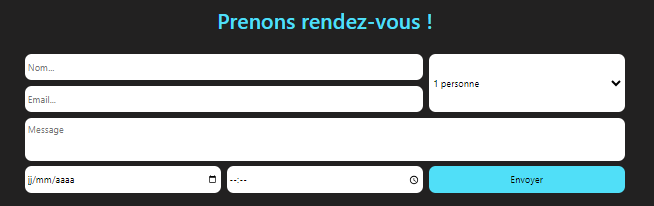 Prenons rendez-vous !
Nom...
1 personne
Email...
Message
jj/mm/aaaa
--:--
Envoyer